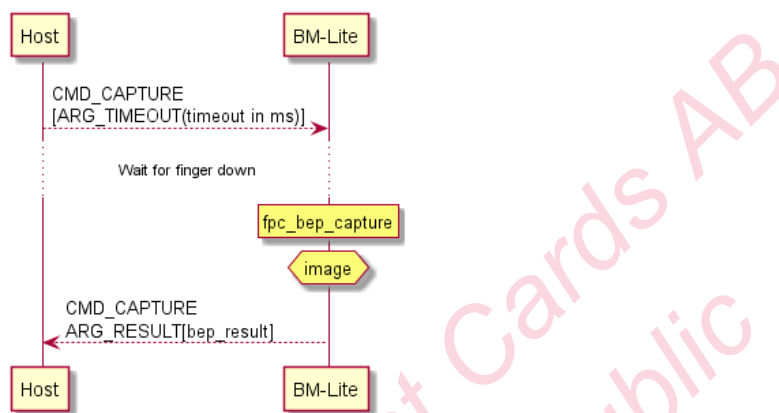 Host
BM-Lite
CMD_CAPTURE
[ARG_TIMEOUT(timeout in ms)]
Wait for finger down
fpc_bep_capture
image
CMD_CAPTURE
ARG_RESULT[bep_result]
Host
BM-Lite
Cards AB